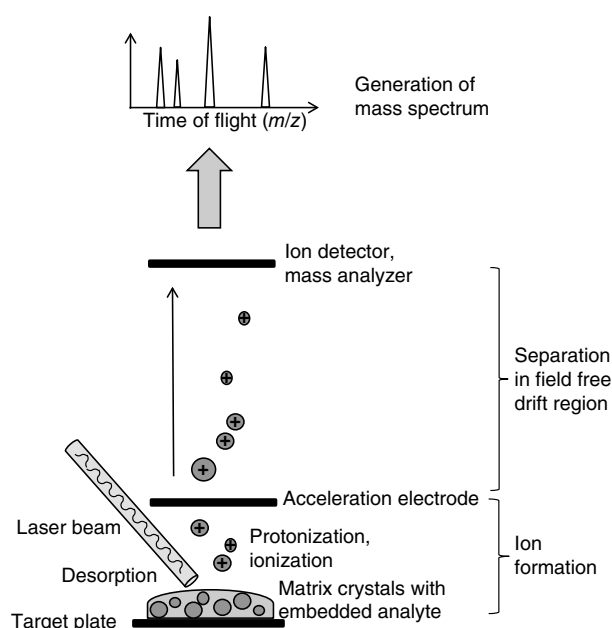 Generation of
mass spectrum
Time of flight (m/z)
Ion detector,
mass analyzer
+
+
Separation
in field free
drift region
+
+
+
Acceleration electrode
Laser beam
+
Protonization,
ionization
+
+
Ion
formation
Desorption
Matrix crystals with
embedded analyte
Target plate